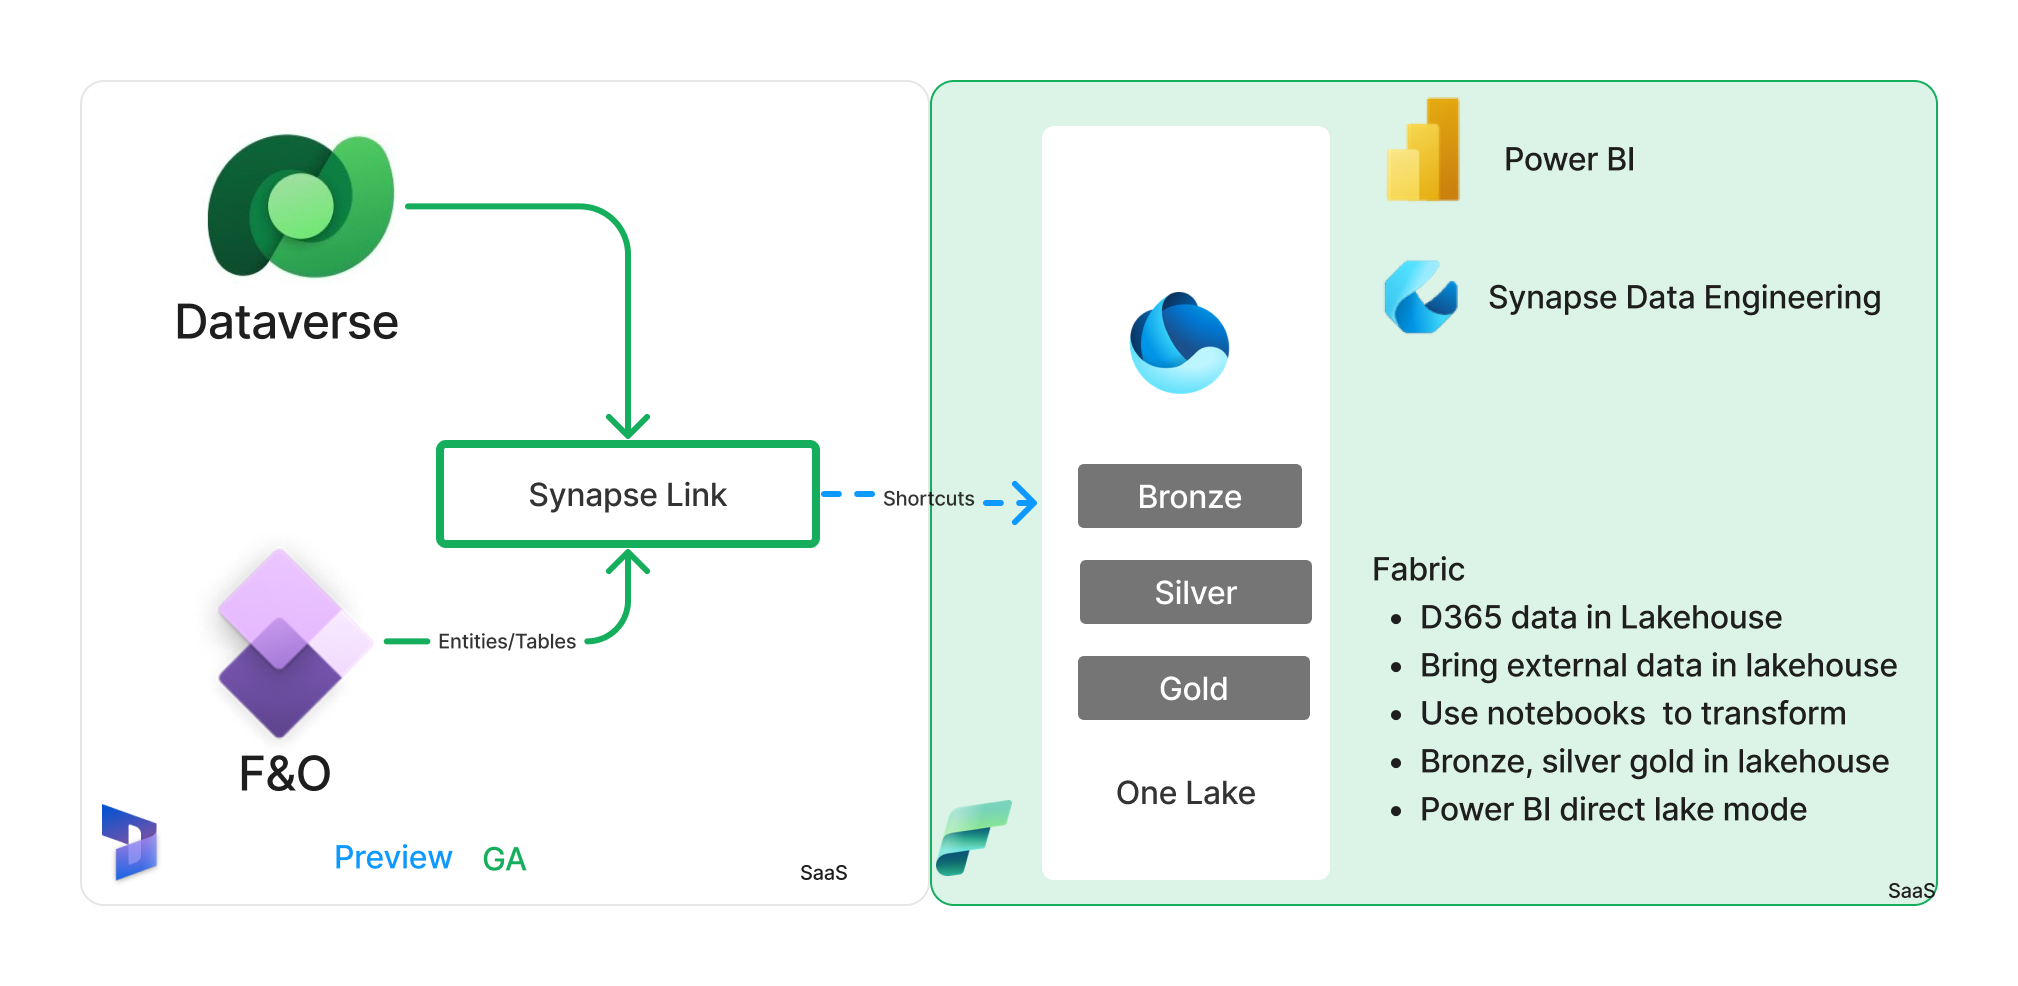 Dataverse
Synapse Link
Entities/Tables
F&O
Preview
GA
SaaS
Shortcuts
Bronze
Silver
Gold
One Lake
Power BI
Synapse Data Engineering
Fabric
• D365 data in Lakehouse
• Bring external data in lakehouse
• Use notebooks  to transform
• Bronze, silver gold in lakehouse
• Power BI direct lake mode
SaaS